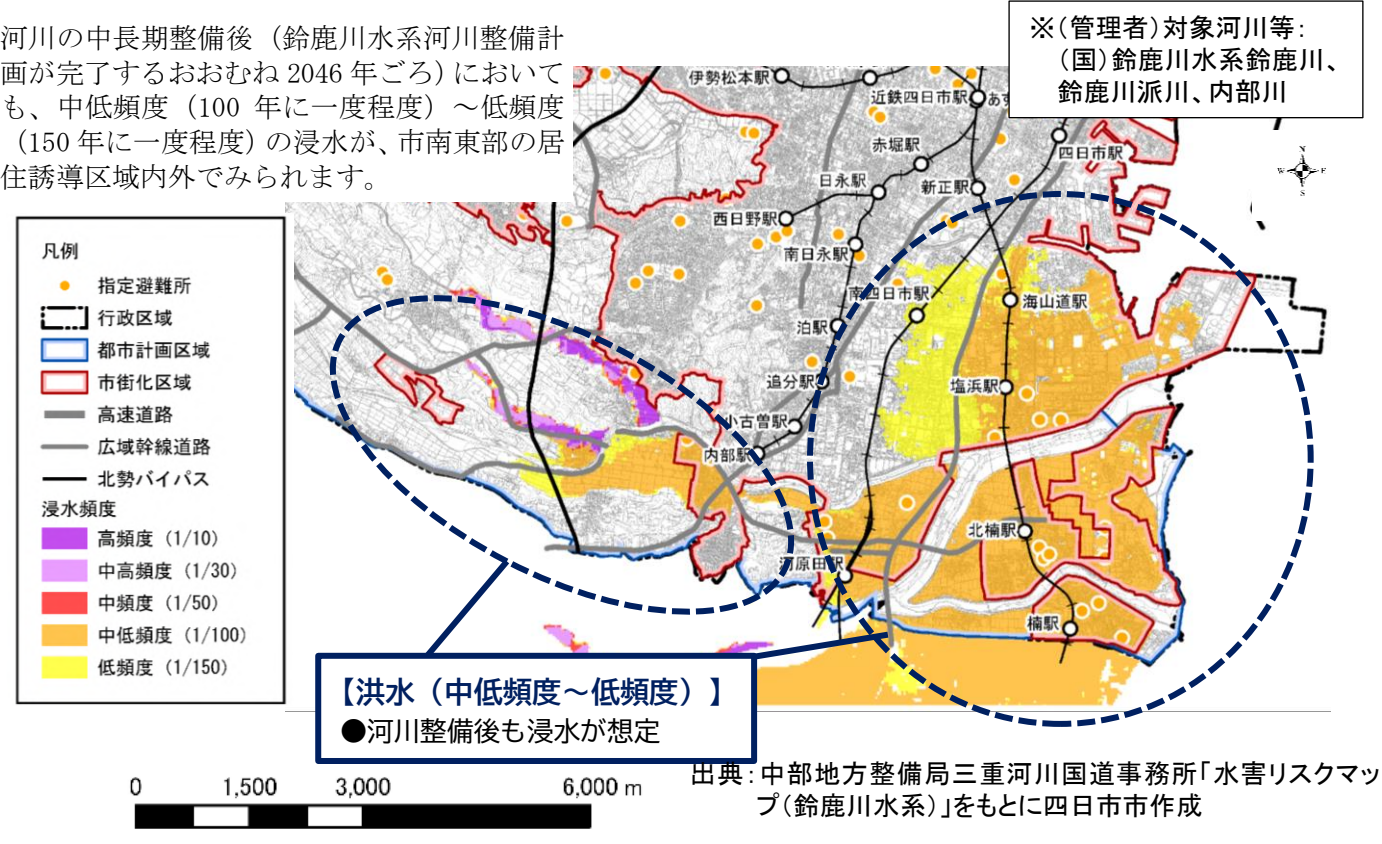 河川の中長期整備後（鈴鹿川水系河川整備計
画が完了するおおむね 2046 年ごろ）において
も、中低頻度（100 年に一度程度）～低頻度
（150 年に一度程度）の浸水が、市南東部の居
住誘導区域内外でみられます。
※（管理者）対象河川等：
（国）鈴鹿川水系鈴鹿川、
鈴鹿川派川、内部川
伊勢松本駅
近鉄四日市駅
あす
赤堀駅
四日市駅
日永駅
新正駅
西日野駅
南日永駅
南四日市駅
海山道駅
泊駅
追分駅
塩浜駅
小古曽駅
内部駅
北楠駅
河原田駅
楠駅
N
W
E
S
凡例
指定避難所
行政区域
都市計画区域
市街化区域
高速道路
広域幹線道路
北勢バイパス
浸水頻度
高頻度（1/10）
中高頻度（1/30）
中頻度（1/50）
中低頻度（1/100）
低頻度（1/150）
【洪水（中低頻度～低頻度）】
●河川整備後も浸水が想定
0 1,500 3,000 6,000 m
出典：中部地方整備局三重河川国道事務所「水害リスクマッ
プ（鈴鹿川水系）」をもとに四日市市作成